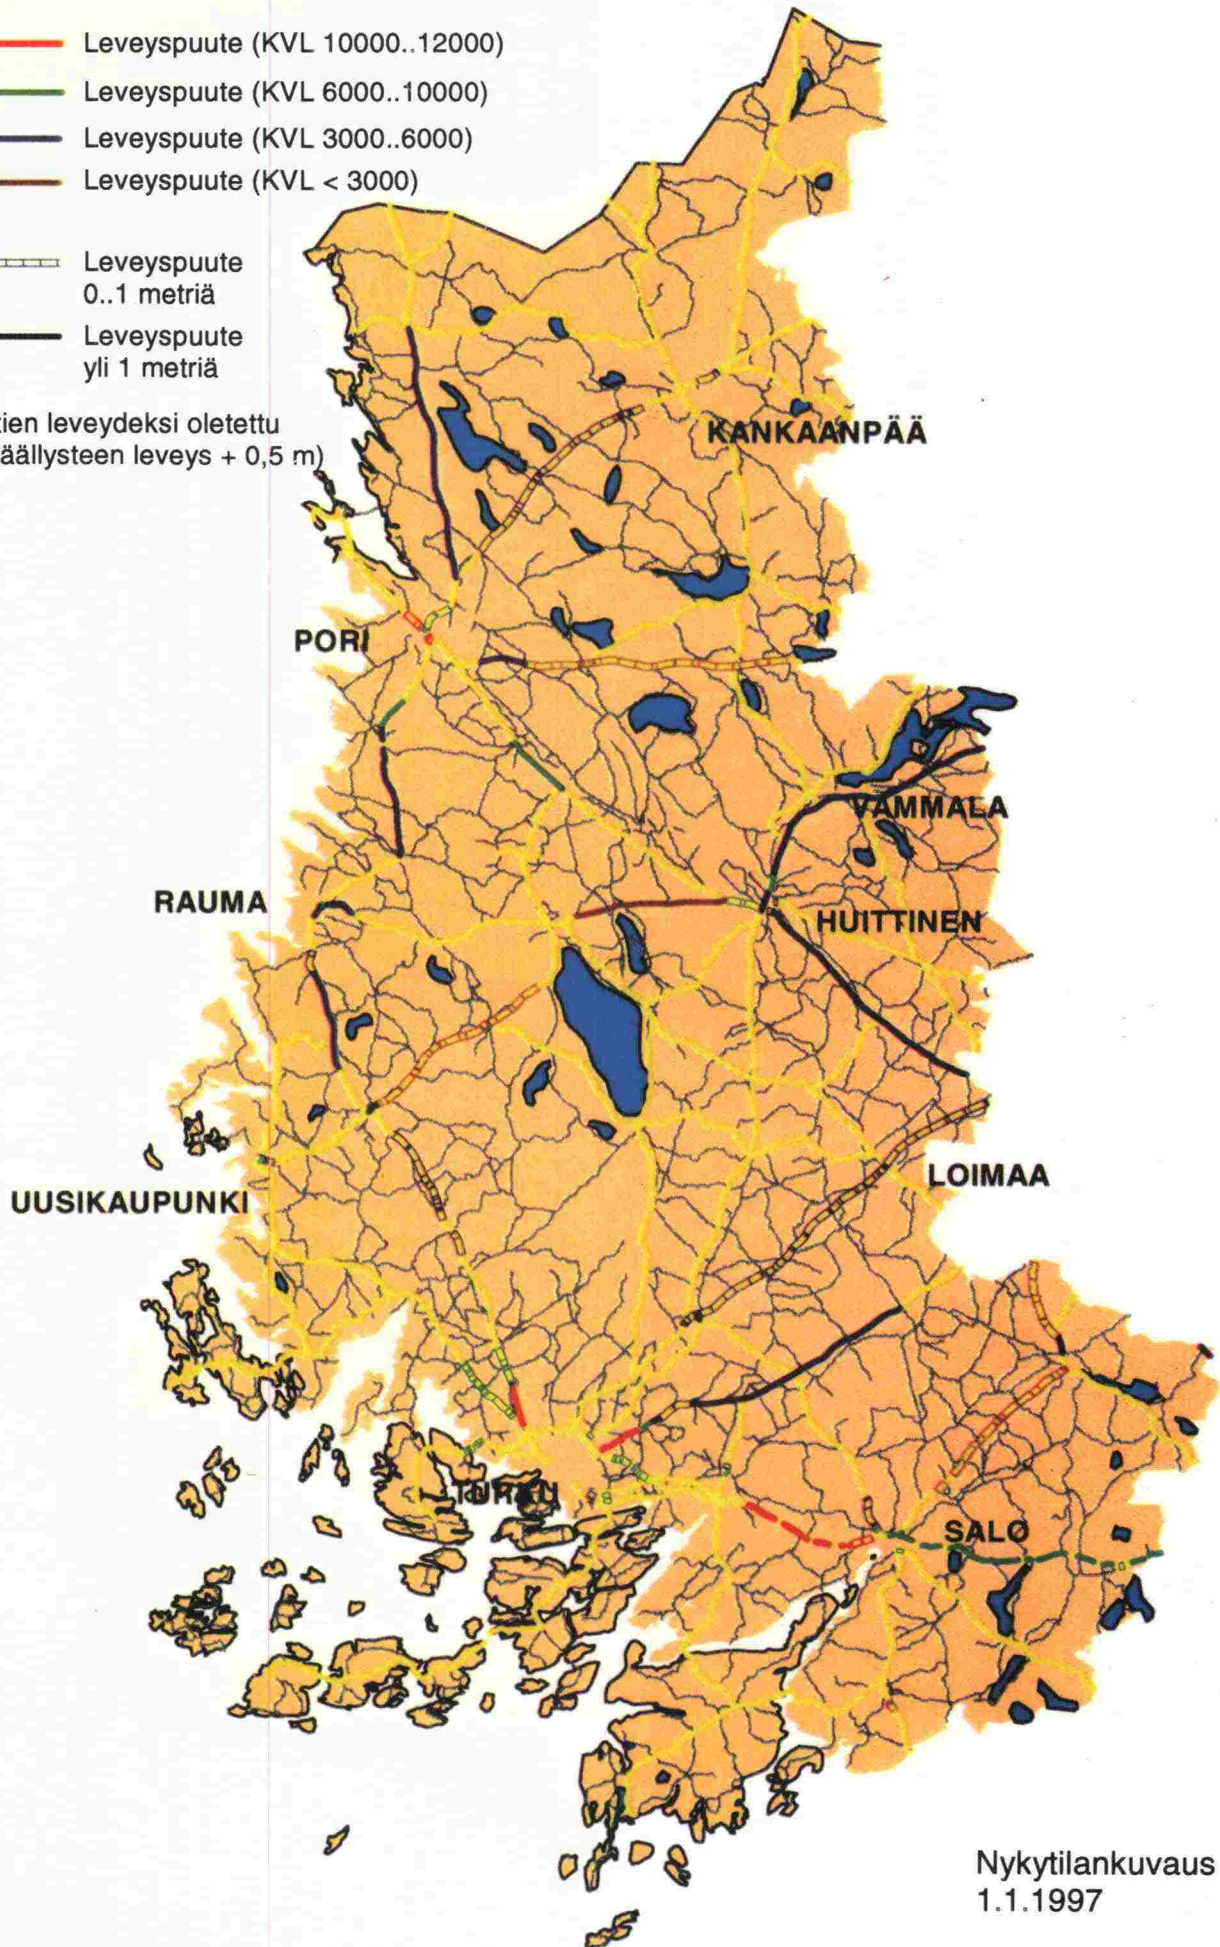 Leveyspuute (KVL 10000..12000)
Leveyspuute (KVL 6000..10000)
Leveyspuute (KVL 3000..6000)
Leveyspuute (KVL < 3000)
Leveyspuute
0..1 metriä
Leveyspuute
yli 1 metriä
tien leveydeksi oletettu
äällysteen leveys + 0,5 m)
KANKAANPÄÄ
PORI
VAMMALA
RAUMA
HUITTINEN
LOIMAA
UUSIKAUPUNKI
TURKU
SALO
Nykytilankuvaus
1.1.1997